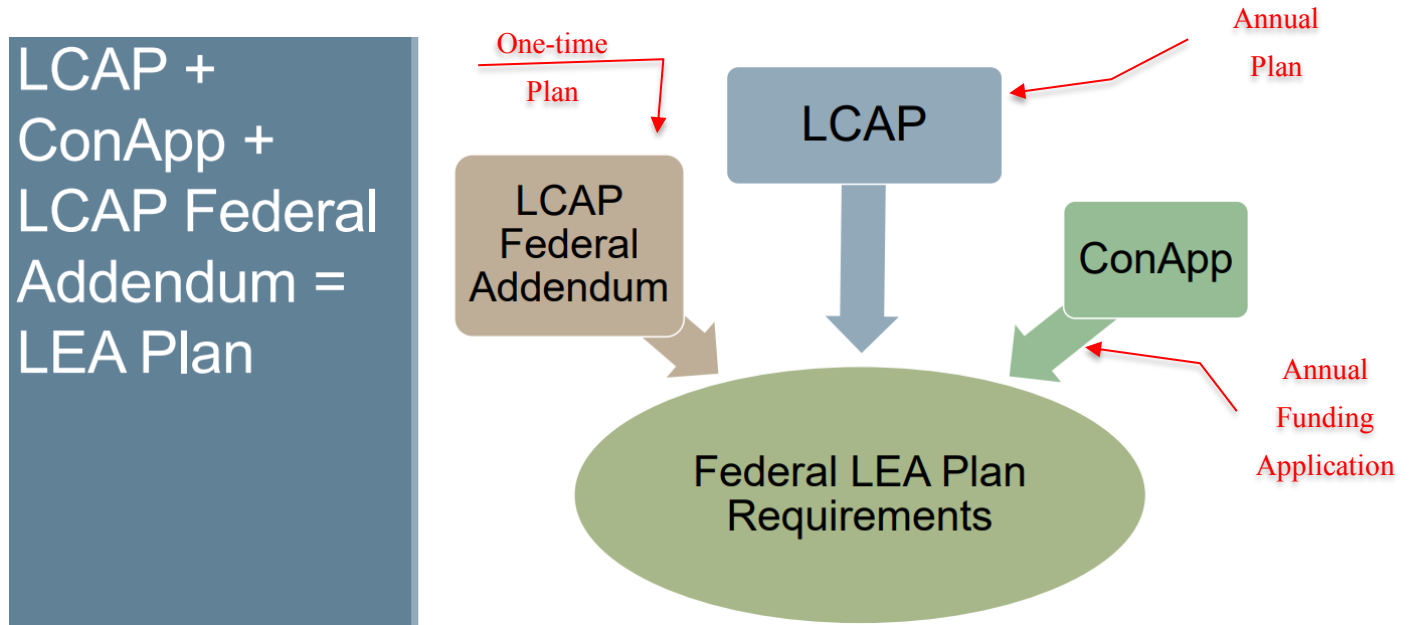 LCAP +
ConApp +
LCAP Federal
Addendum =
LEA Plan
One-time
Plan
LCAP
Federal
Addendum
LCAP
Annual
Plan
ConApp
Annual
Funding
Application
Federal LEA Plan
Requirements